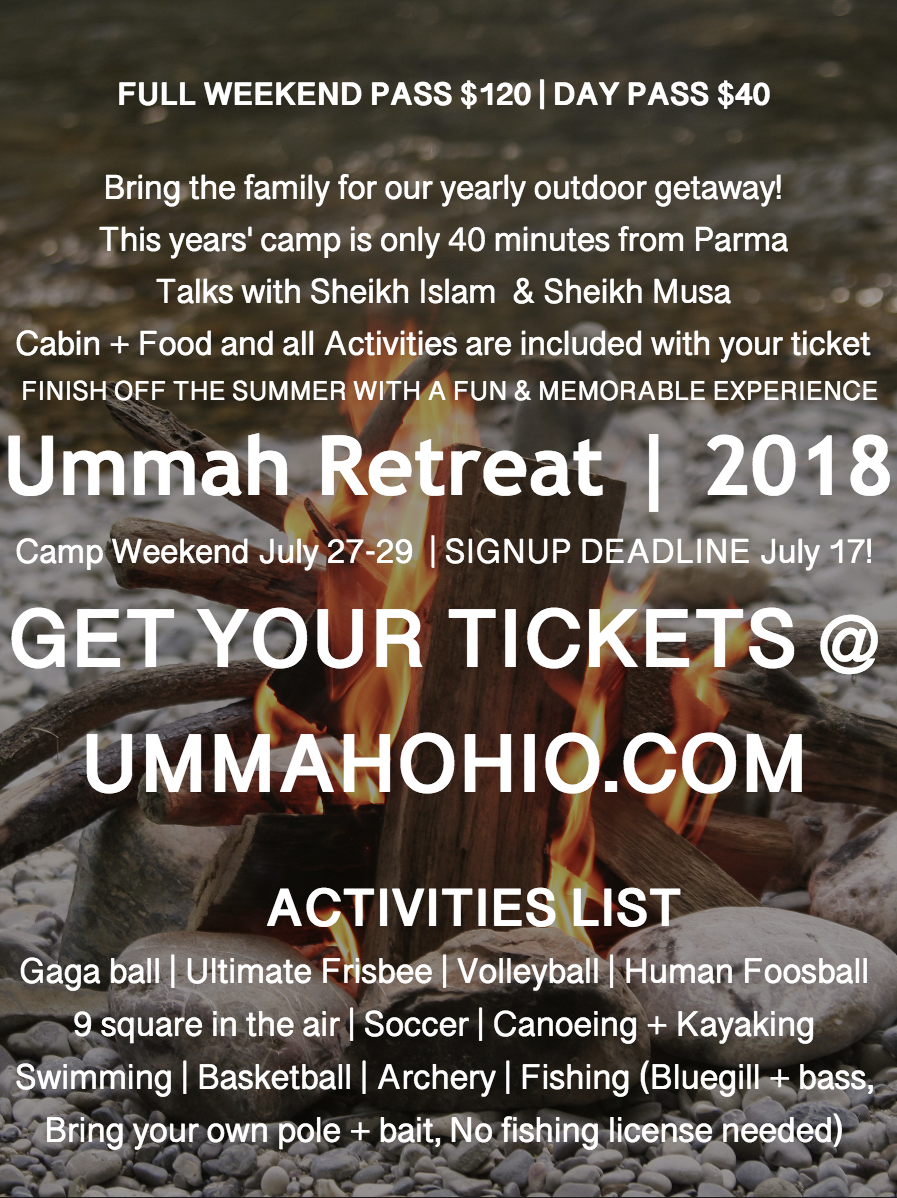 FULL WEEKEND PASS $120 | DAY PASS $40
Bring the family for our yearly outdoor getaway!
This years' camp is only 40 minutes from Parma
Talks with Sheikh Islam & Sheikh Musa
Cabin + Food and all Activities are included with your ticket
FINISH OFF THE SUMMER WITH A FUN & MEMORABLE EXPERIENCE
Ummah Retreat | 2018
Camp Weekend July 27-29 | SIGNUP DEADLINE July 17!
GET YOUR TICKETS @
UMMAHOHIO.COM
ACTIVITIES LIST
Gaga ball | Ultimate Frisbee | Volleyball | Human Foosball
9 square in the air | Soccer | Canoeing + Kayaking
Swimming | Basketball | Archery | Fishing (Bluegill + bass,
Bring your own pole + bait, No fishing license needed)